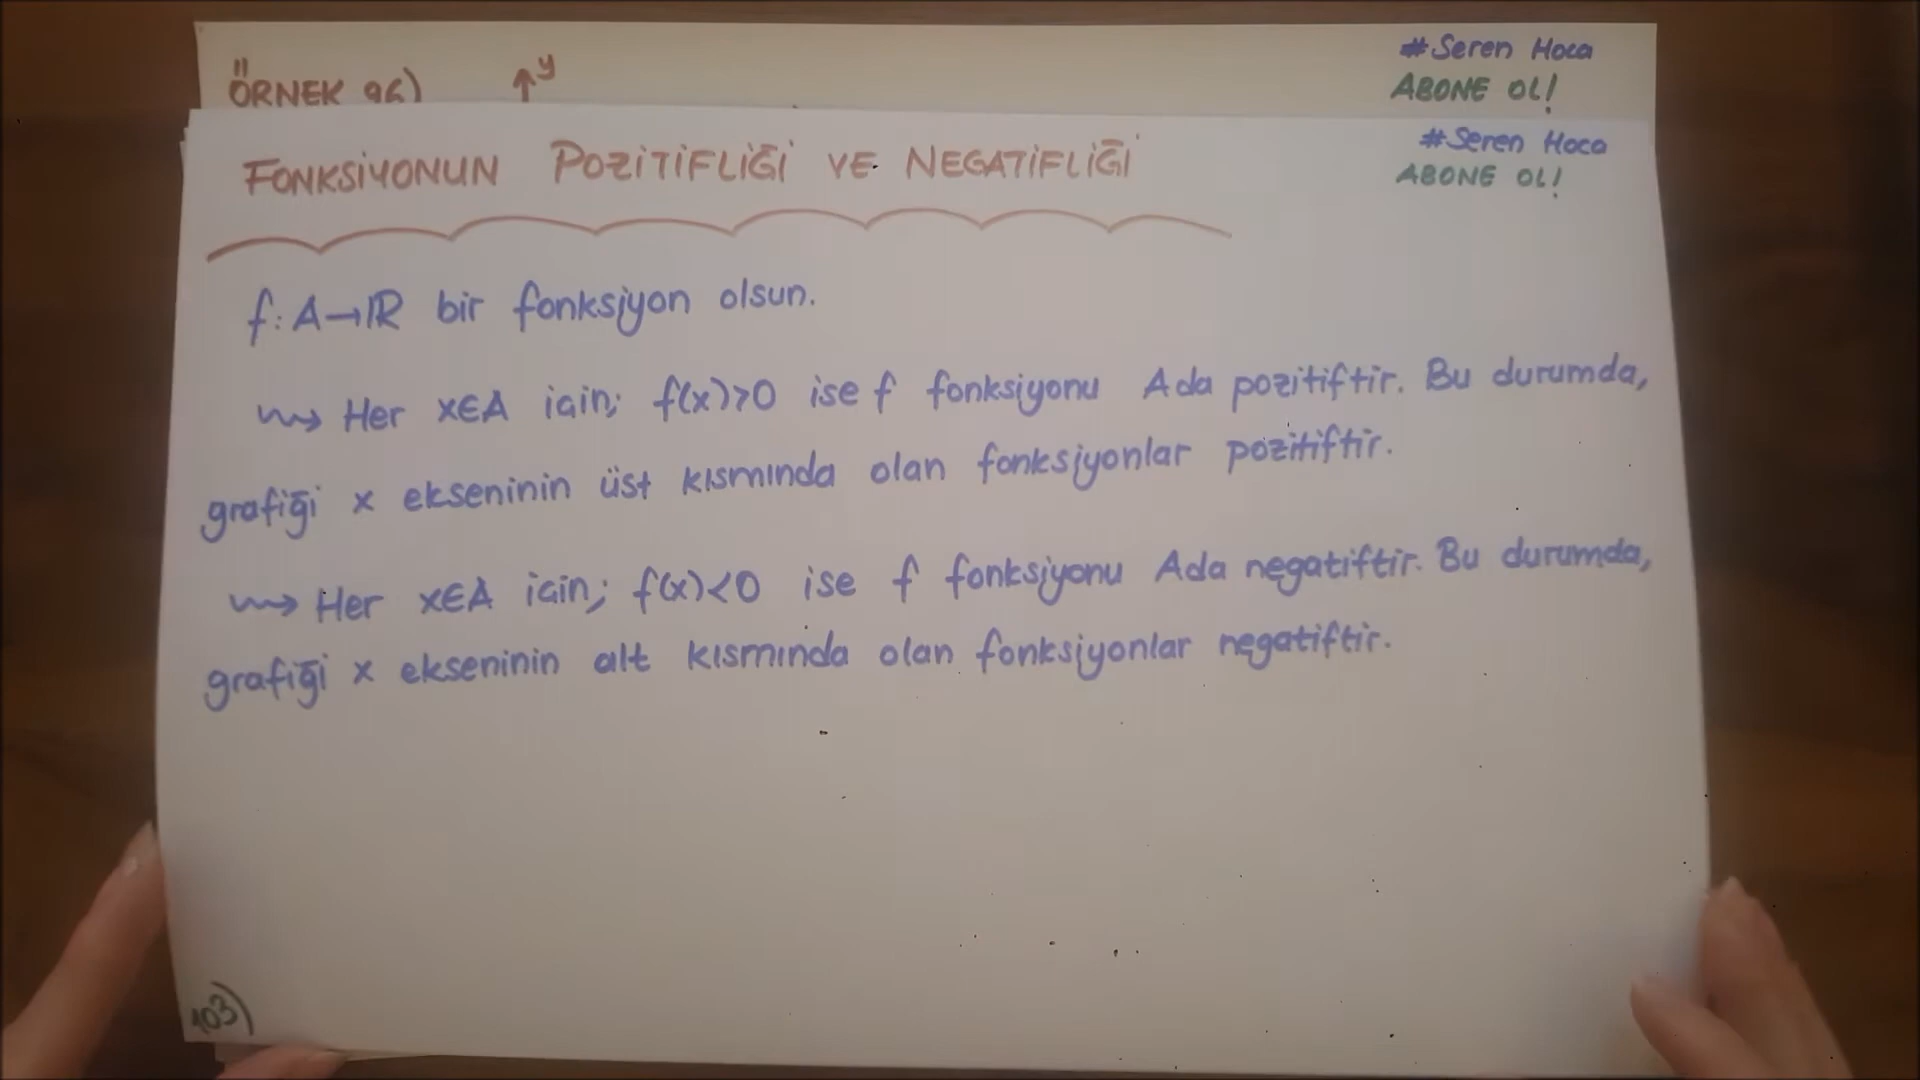 ÖRNEK 96)
y
#Seren Hoca
ABONE OL!
FONKSİYONUN POZİTİFLİĞİ VE NEGATİFLİĞİ
#Seren Hoca
ABONE OL!
f: A→ℝ bir fonksiyon olsun.
⇝ Her x∈A için; f(x)>0 ise f fonksiyonu A da pozitiftir. Bu durumda,
grafiği x ekseninin üst kısmında olan fonksiyonlar pozitiftir.
⇝ Her x∈A için; f(x)<0 ise f fonksiyonu A da negatiftir. Bu durumda,
grafiği x ekseninin alt kısmında olan fonksiyonlar negatiftir.
103)